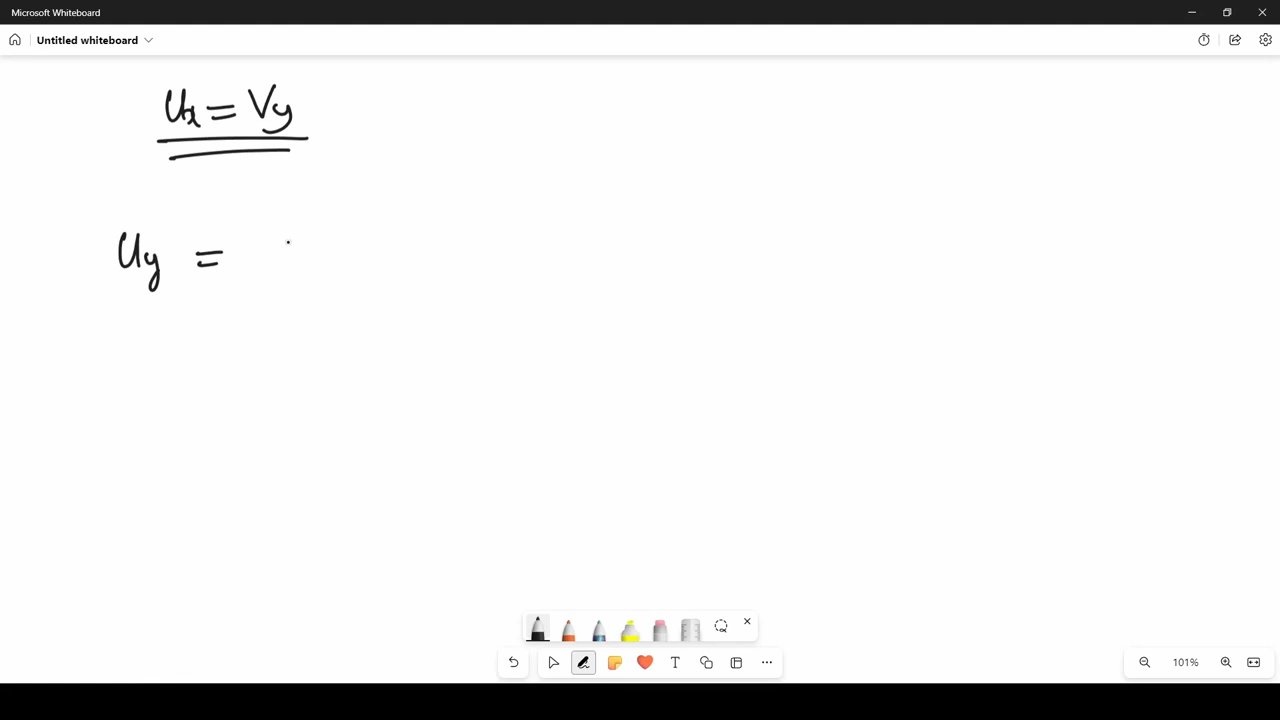 Microsoft Whiteboard
Untitled whiteboard
Ux = Vy
Uy =
T
101%